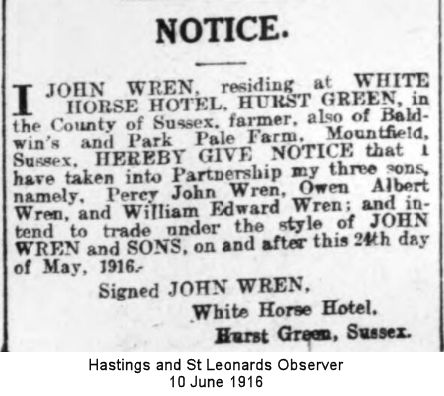 NOTICE.
I JOHN WREN, residing at WHITE
HORSE HOTEL, HURST GREEN, in
the County of Sussex, farmer, also of Bald-
win's and Park Pale Farm, Mountfield,
Sussex, HEREBY GIVE NOTICE that I
have taken into Partnership my three sons,
namely, Percy John Wren, Owen Albert
Wren, and William Edward Wren; and in-
tend to trade under the style of JOHN
WREN and SONS, on and after this 24th day
of May, 1916.-
Signed JOHN WREN,
White Horse Hotel,
Hurst Green, Sussex.
Hastings and St Leonards Observer
10 June 1916